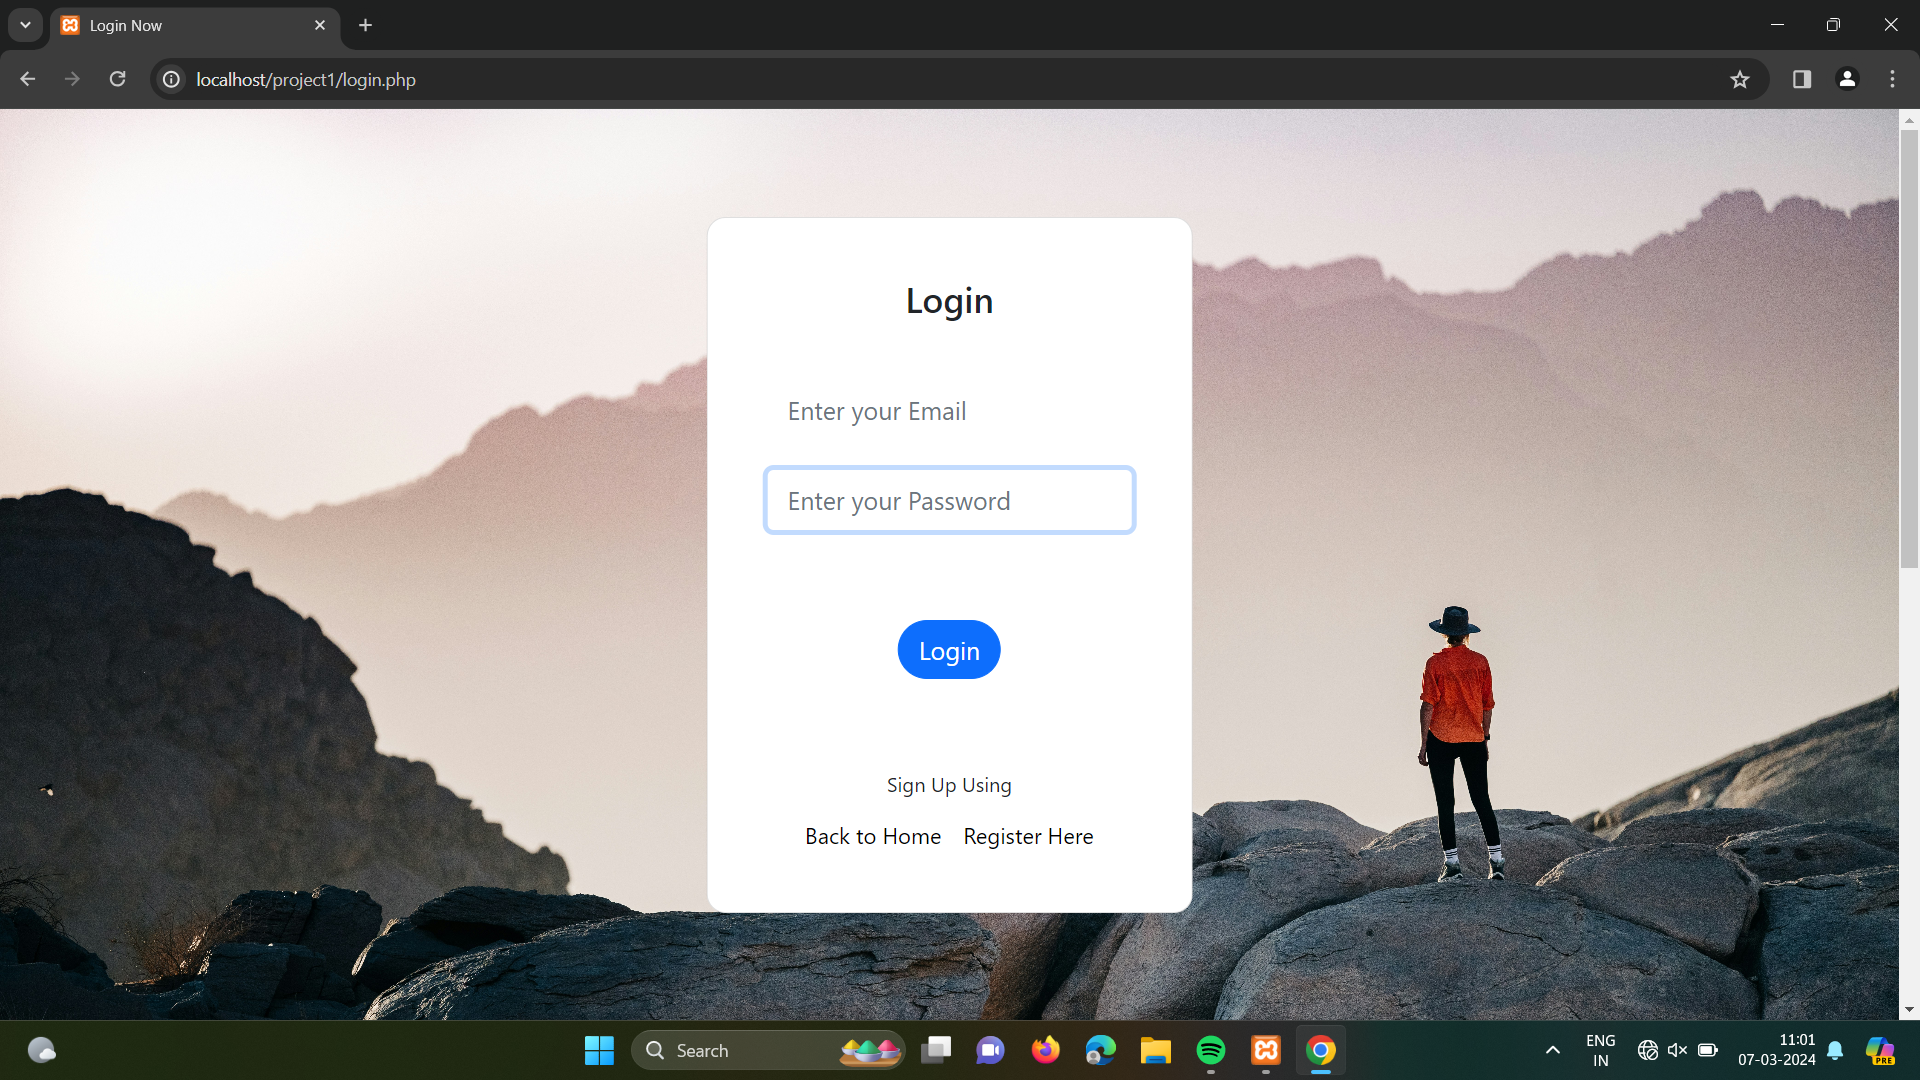 Login Now
localhost/project1/login.php
Login
Enter your Email
Enter your Password
Login
Sign Up Using
Back to Home Register Here
Search
ENG
IN
11:01
07-03-2024
PRE